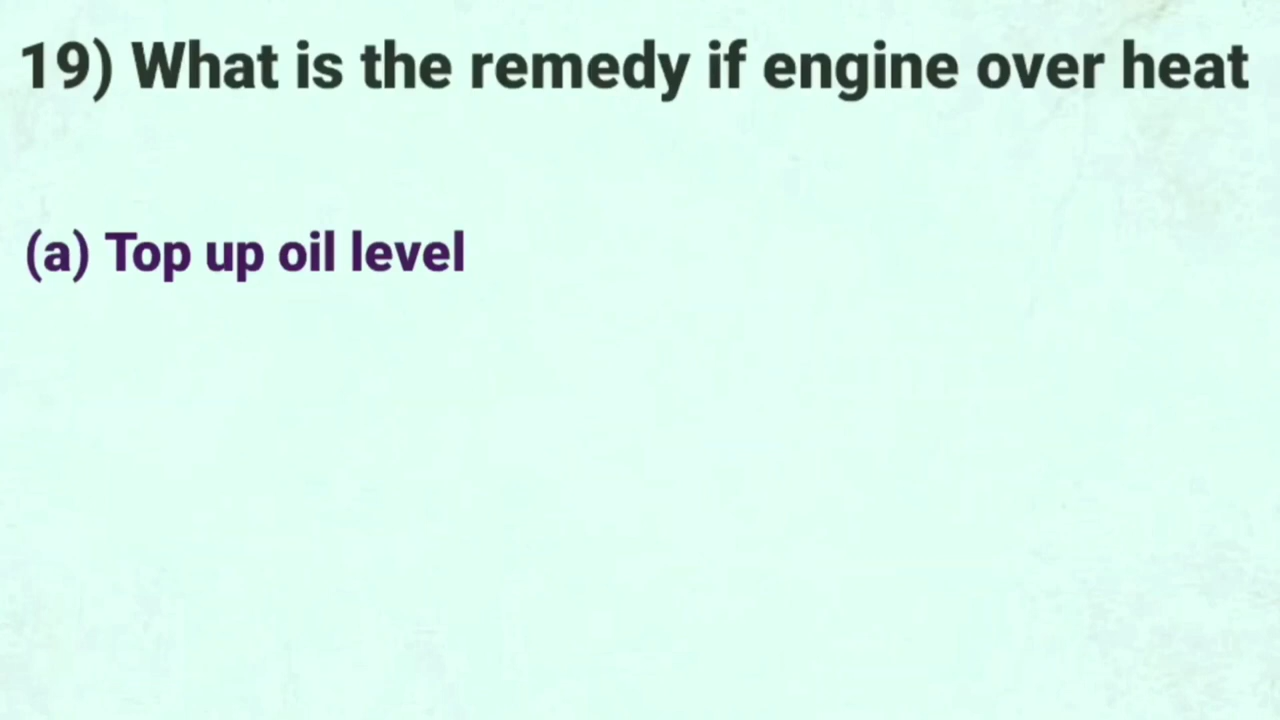 19) What is the remedy if engine over heat
(a) Top up oil level